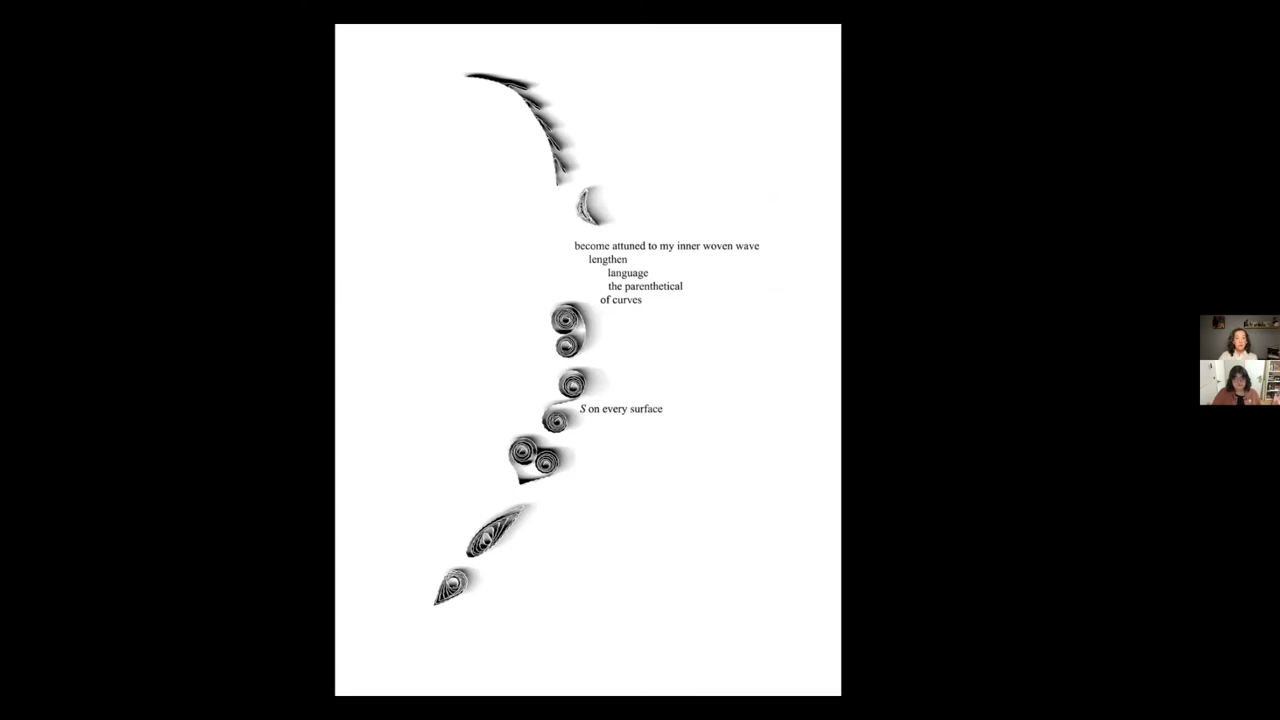 become attuned to my inner woven wave
lengthen
language
the parenthetical
of curves
S on every surface